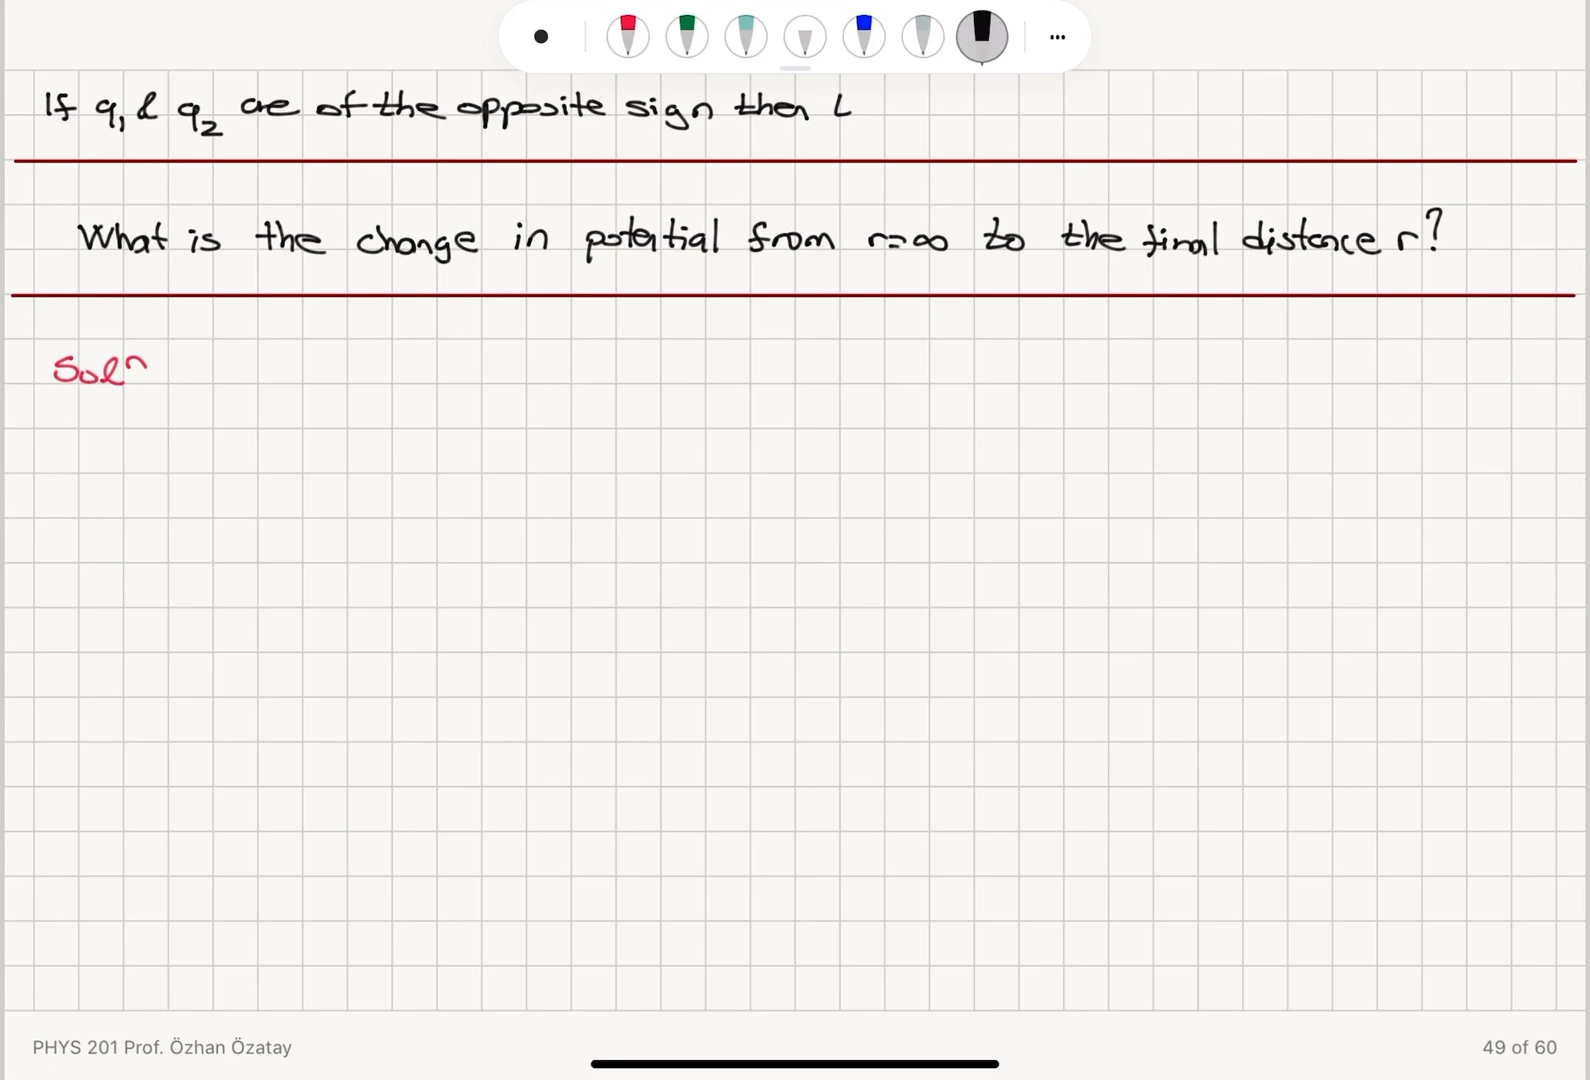 If q₁ & q₂ are of the opposite sign then L
What is the change in potential from r=∞ to the final distance r?
Solⁿ
PHYS 201 Prof. Özhan Özatay
49 of 60